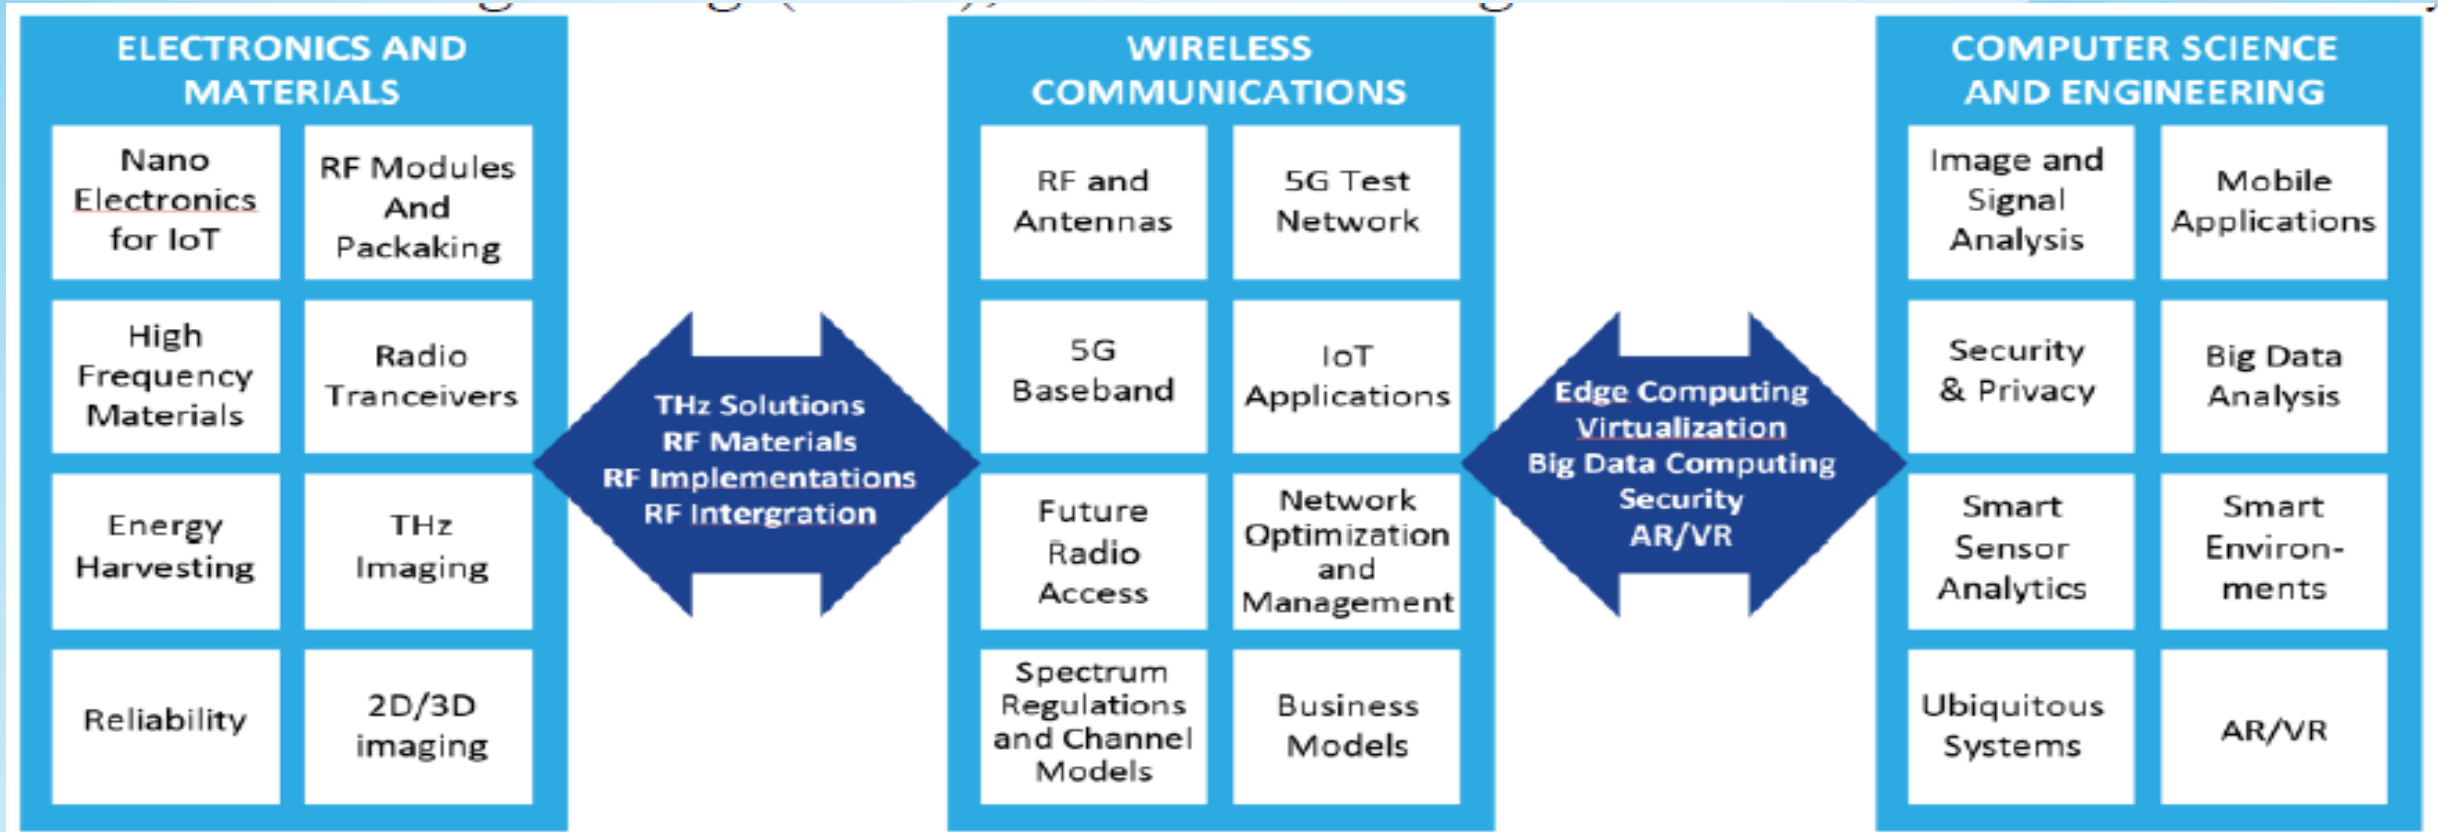 ELECTRONICS AND
MATERIALS
Nano
Electronics
for IoT
RF Modules
And
Packaking
High
Frequency
Materials
Radio
Tranceivers
Energy
Harvesting
THz
Imaging
Reliability
2D/3D
imaging
THz Solutions
RF Materials
RF Implementations
RF Intergration
WIRELESS
COMMUNICATIONS
RF and
Antennas
5G Test
Network
5G
Baseband
IoT
Applications
Future
Radio
Access
Network
Optimization
and
Management
Spectrum
Regulations
and Channel
Models
Business
Models
Edge Computing
Virtualization
Big Data Computing
Security
AR/VR
COMPUTER SCIENCE
AND ENGINEERING
Image and
Signal
Analysis
Mobile
Applications
Security
& Privacy
Big Data
Analysis
Smart
Sensor
Analytics
Smart
Environ-
ments
Ubiquitous
Systems
AR/VR